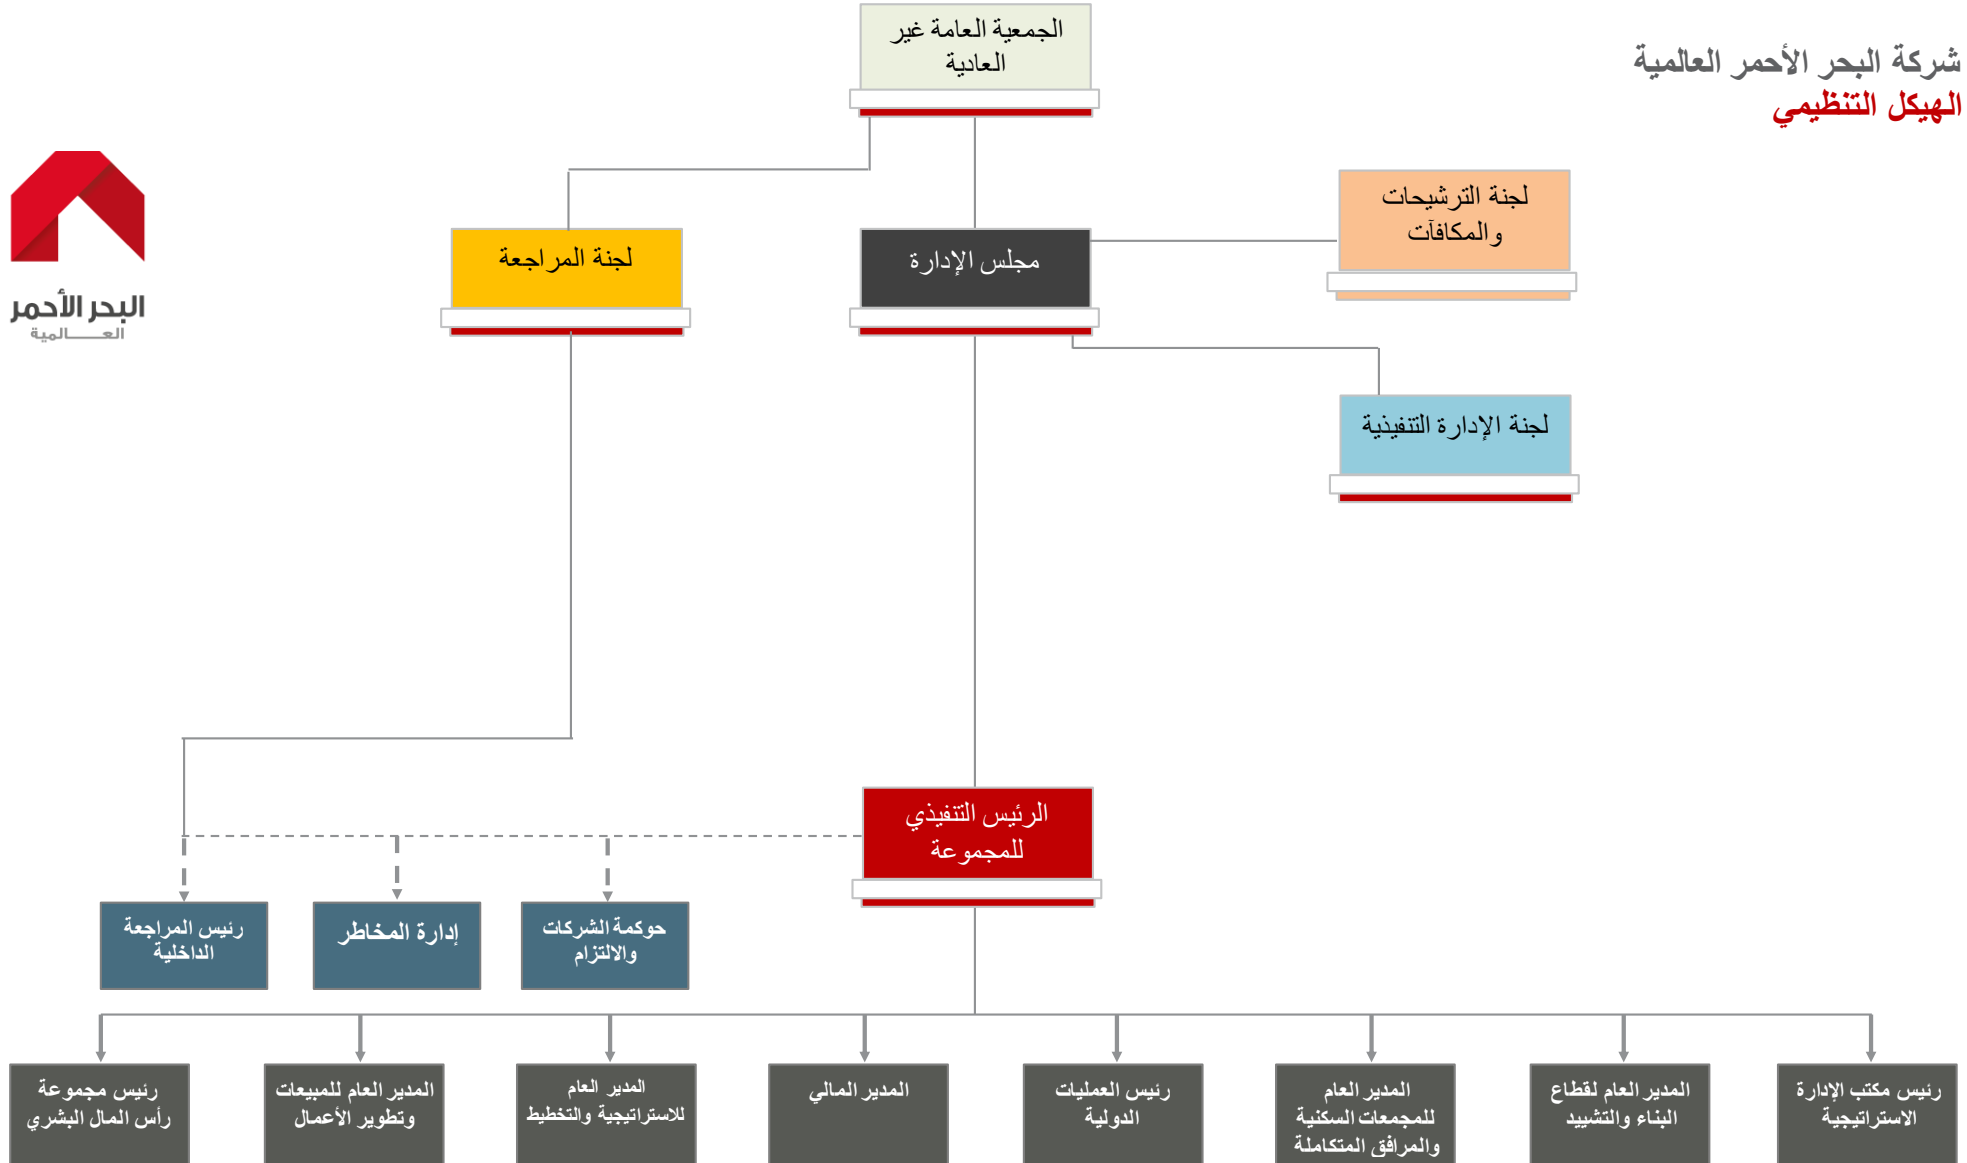 شركة البحر الأحمر العالمية
الهيكل التنظيمي
البحر الأحمر
العـــــالمية
الجمعية العامة غير
العادية
لجنة الترشيحات
والمكافآت
مجلس الإدارة
لجنة المراجعة
لجنة الإدارة التنفيذية
الرئيس التنفيذي
للمجموعة
حوكمة الشركات
والالتزام
إدارة المخاطر
رئيس المراجعة
الداخلية
رئيس مكتب الإدارة
الاستراتيجية
المدير العام لقطاع
البناء والتشييد
المدير العام
للمجمعات السكنية
والمرافق المتكاملة
رئيس العمليات
الدولية
المدير المالي
المدير العام
للاستراتيجية والتخطيط
المدير العام للمبيعات
وتطوير الأعمال
رئيس مجموعة
رأس المال البشري